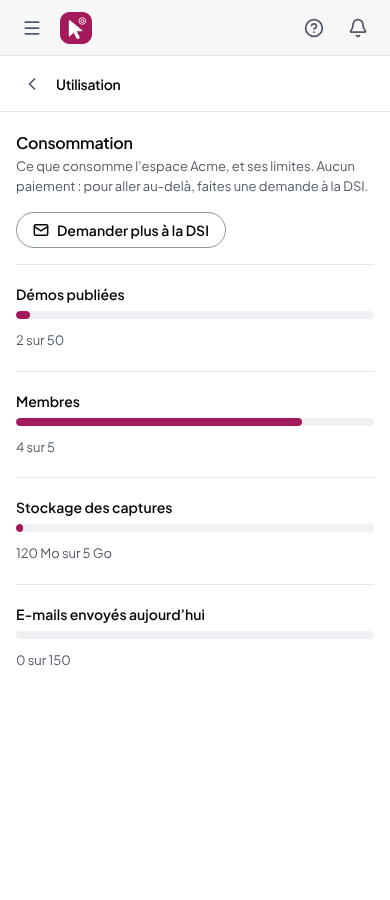 Utilisation
Consommation
Ce que consomme l'espace Acme, et ses limites. Aucun
paiement : pour aller au-delà, faites une demande à la DSI.
Demander plus à la DSI
Démos publiées
2 sur 50
Membres
4 sur 5
Stockage des captures
120 Mo sur 5 Go
E-mails envoyés aujourd’hui
0 sur 150